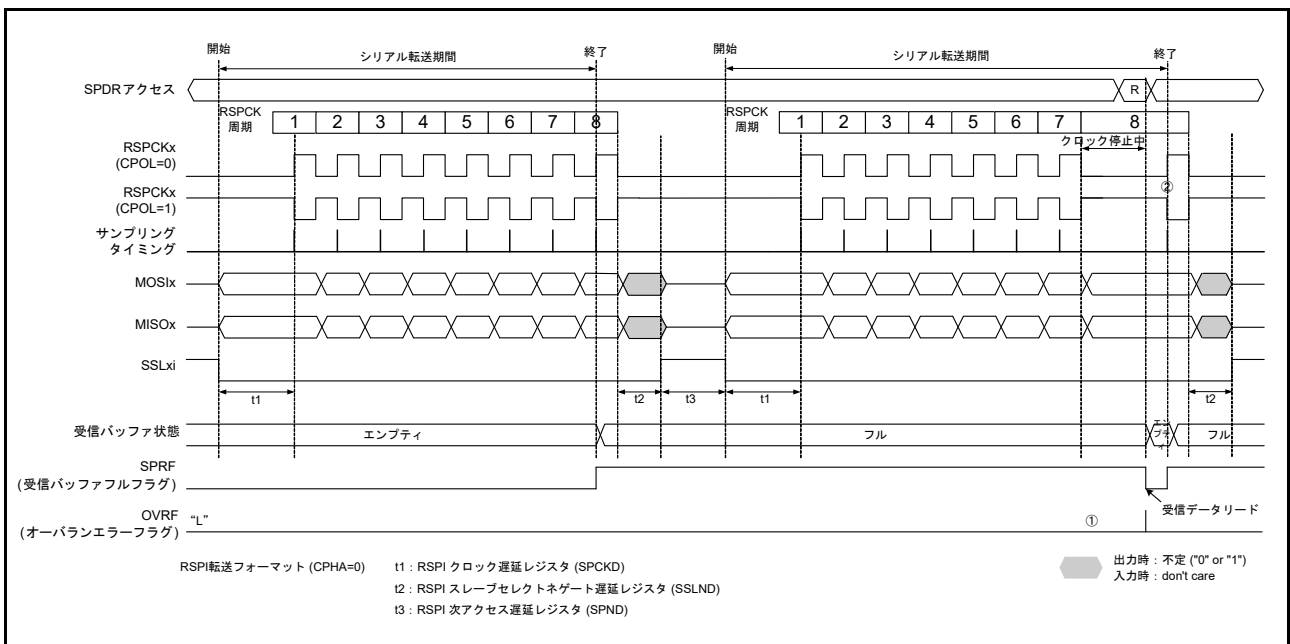 開始 シリアル転送期間 終了 開始 シリアル転送期間 終了
SPDRアクセス R
RSPCK
周期
1 2 3 4 5 6 7 8
RSPCK
周期
1 2 3 4 5 6 7 8
クロック停止中
RSPCKx
(CPOL=0)
RSPCKx
(CPOL=1)
②
サンプリング
タイミング
MOSIx
MISOx
SSLxi
t1 t2 t3 t1 t2
受信バッファ状態 エンプティ フル エンプティ フル
SPRF
(受信バッファフルフラグ)
受信データリード
OVRF
(オーバランエラーフラグ)
“L”
①
RSPI転送フォーマット (CPHA=0)
t1 : RSPI クロック遅延レジスタ (SPCKD)
t2 : RSPI スレーブセレクトネゲート遅延レジスタ (SSLND)
t3 : RSPI 次アクセス遅延レジスタ (SPND)
出力時 : 不定 ("0" or "1")
入力時 : don't care